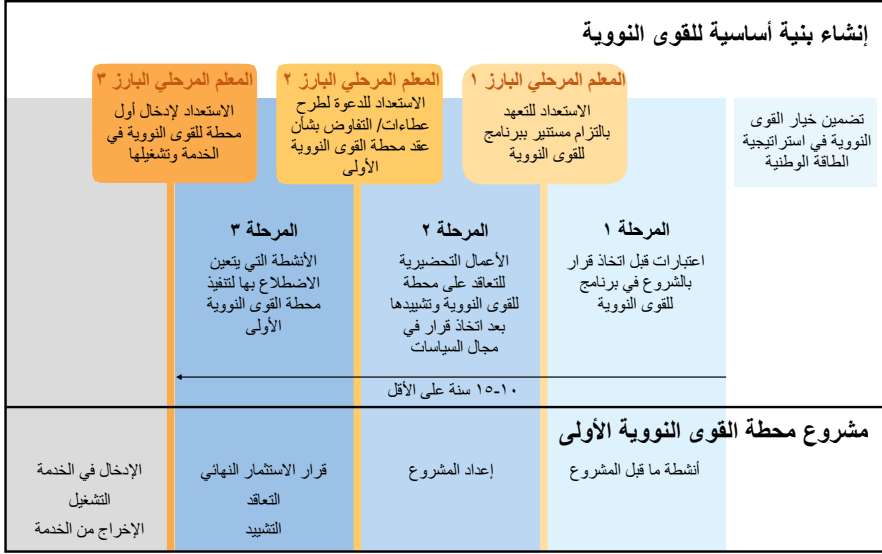 إنشاء بنية أساسية للقوى النووية
تضمين خيار القوى
النووية في استراتيجية
الطاقة الوطنية
المعلم المرحلي البارز ١
الاستعداد للتعهد
بالتزام مستنير ببرنامج
للقوى النووية
المعلم المرحلي البارز ٢
الاستعداد للدعوة لطرح
عطاءات/ التفاوض بشأن
عقد محطة القوى النووية
الأولى
المعلم المرحلي البارز ٣
الاستعداد لإدخال أول
محطة للقوى النووية في
الخدمة وتشغيلها
المرحلة ١
اعتبارات قبل اتخاذ قرار
بالشروع في برنامج
للقوى النووية
المرحلة ٢
الأعمال التحضيرية
للتعاقد على محطة
للقوى النووية وتشييدها
بعد اتخاذ قرار في
مجال السياسات
المرحلة ٣
الأنشطة التي يتعين
الاضطلاع بها لتنفيذ
محطة القوى النووية
الأولى
١٠-١٥ سنة على الأقل
مشروع محطة القوى النووية الأولى
أنشطة ما قبل المشروع
إعداد المشروع
قرار الاستثمار النهائي
التعاقد
التشييد
الإدخال في الخدمة
التشغيل
الإخراج من الخدمة